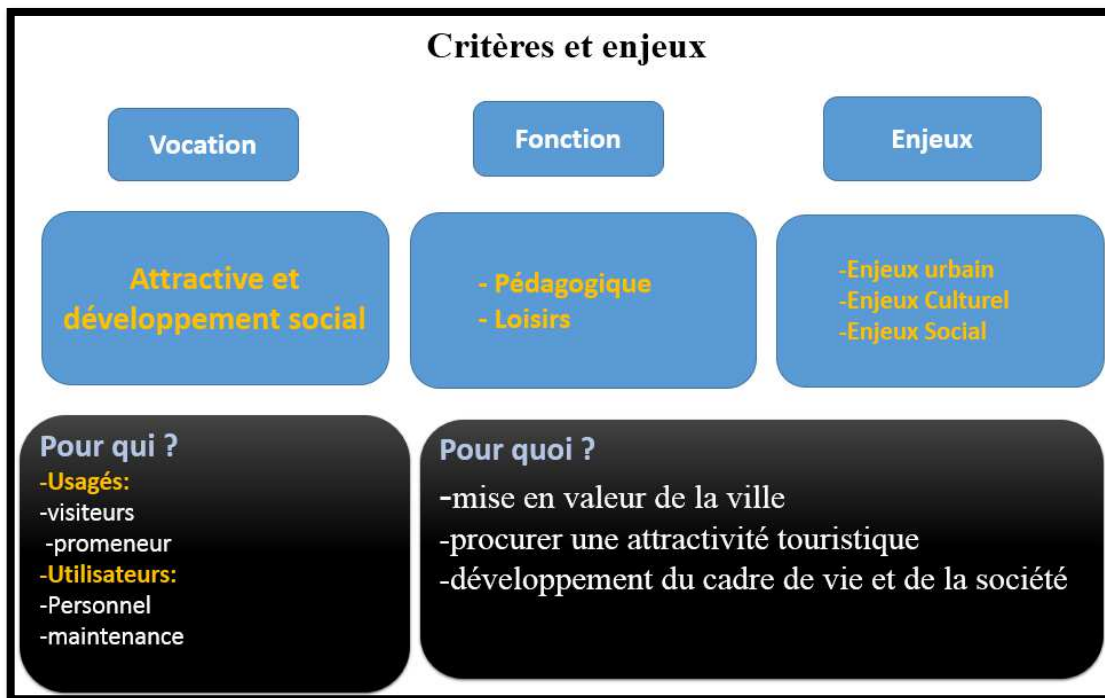 Critères et enjeux
Vocation
Fonction
Enjeux
Attractive et
développement social
- Pédagogique
- Loisirs
-Enjeux urbain
-Enjeux Culturel
-Enjeux Social
Pour qui ?
-Usagés:
-visiteurs
-promeneur
-Utilisateurs:
-Personnel
-maintenance
Pour quoi ?
-mise en valeur de la ville
-procurer une attractivité touristique
-développement du cadre de vie et de la société